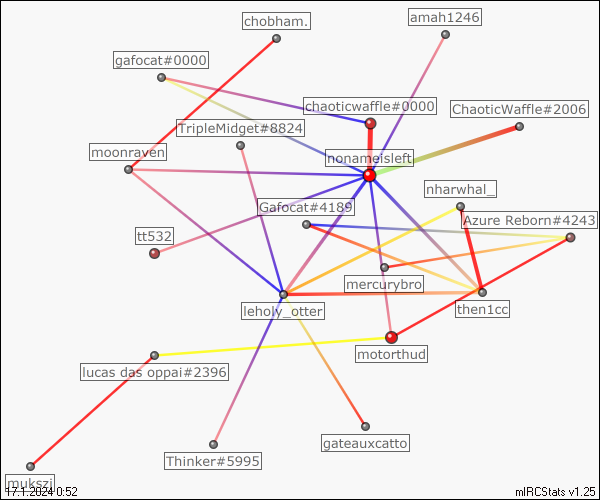 amah1246
chobham.
gafocat#0000
chaoticwaffle#0000
ChaoticWaffle#2006
TripleMidget#8824
moonraven
nonameisleft
nharwhal_
Gafocat#4189
Azure Reborn#4243
tt532
mercurybro
leholy_otter
then1cc
motorthud
lucas das oppai#2396
gateauxcatto
Thinker#5995
mukszi
17.1.2024 0:52
mIRCStats v1.25